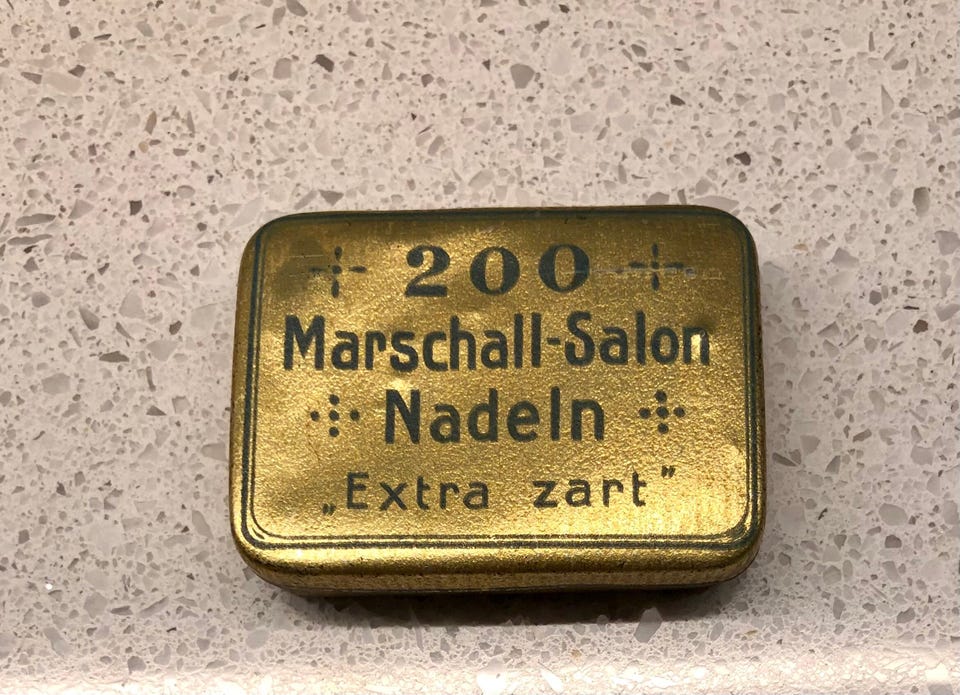 200
Marschall-Salon
Nadeln
„Extra zart"